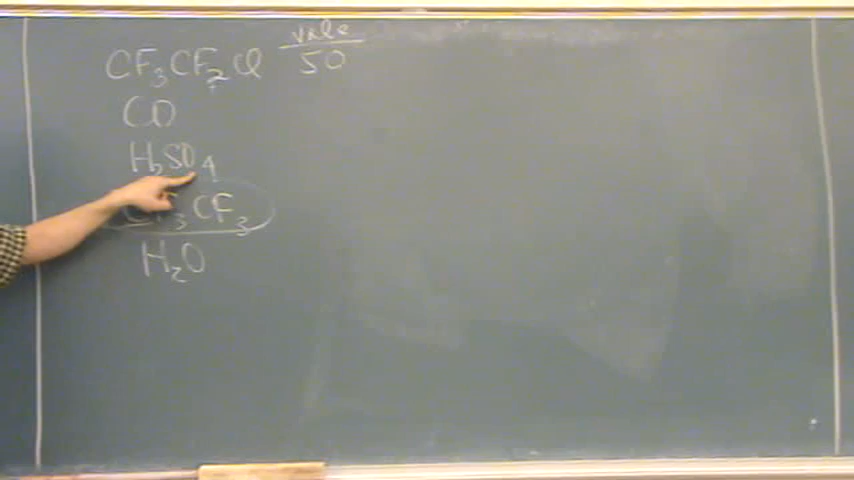 vale
CF3CF2Cl 50
CO
H2SO4
CF3CF3
H2O